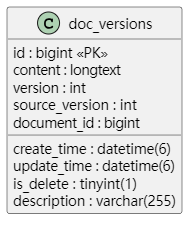 C doc_versions
id : bigint «PK»
content : longtext
version : int
source_version : int
document_id : bigint
create_time : datetime(6)
update_time : datetime(6)
is_delete : tinyint(1)
description : varchar(255)